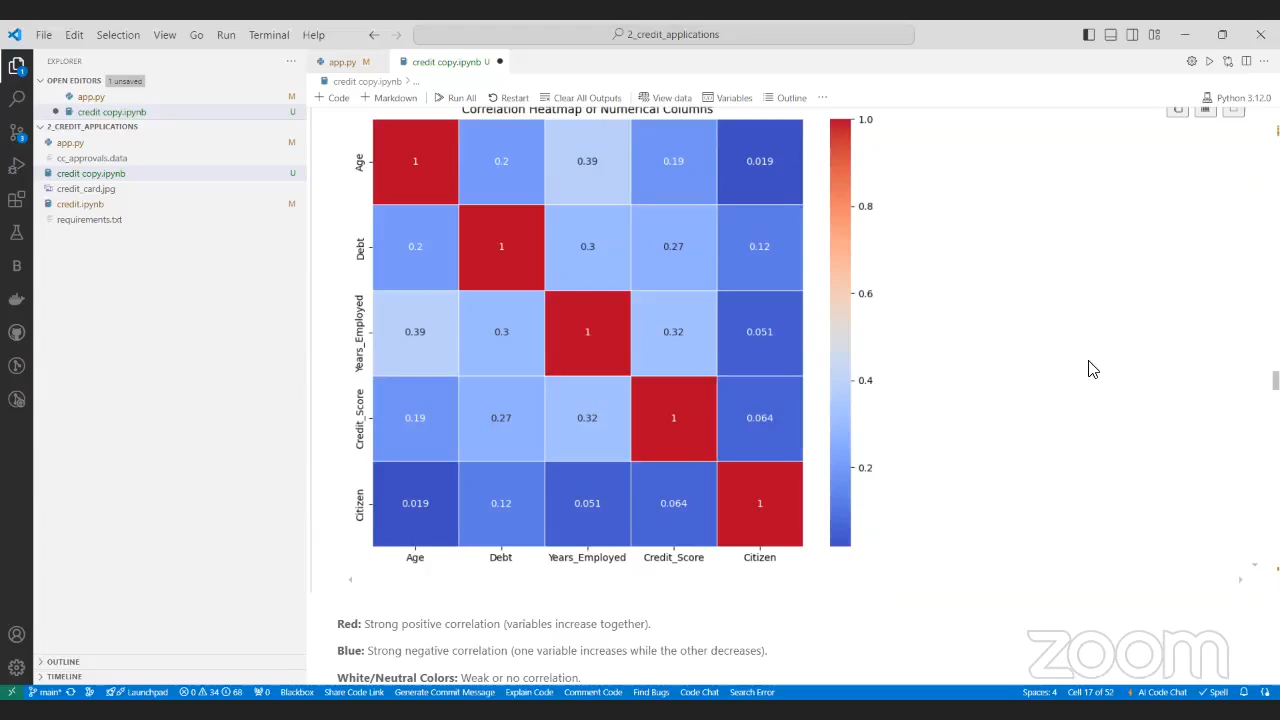 File Edit Selection View Go Run Terminal Help
2_credit_applications
EXPLORER
OPEN EDITORS 1 unsaved
app.py M
credit copy.ipynb U
2_CREDIT_APPLICATIONS
app.py M
cc_approvals.data
credit copy.ipynb U
credit_card.jpg
credit.ipynb M
requirements.txt
OUTLINE
TIMELINE
app.py M credit copy.ipynb U
credit copy.ipynb > ...
+ Code + Markdown Run All Restart Clear All Outputs View data Variables Outline ... Python 3.12.0
Correlation Heatmap of Numerical Columns
Age 1 0.2 0.39 0.19 0.019
Debt 0.2 1 0.3 0.27 0.12
Years_Employed 0.39 0.3 1 0.32 0.051
Credit_Score 0.19 0.27 0.32 1 0.064
Citizen 0.019 0.12 0.051 0.064 1
Age Debt Years_Employed Credit_Score Citizen
1.0
0.8
0.6
0.4
0.2
Red: Strong positive correlation (variables increase together).
Blue: Strong negative correlation (one variable increases while the other decreases).
White/Neutral Colors: Weak or no correlation.
zoom
main* Launchpad 0 34 68 0 Blackbox Share Code Link Generate Commit Message Explain Code Comment Code Find Bugs Code Chat Search Error Spaces: 4 Cell 17 of 52 AI Code Chat Spell